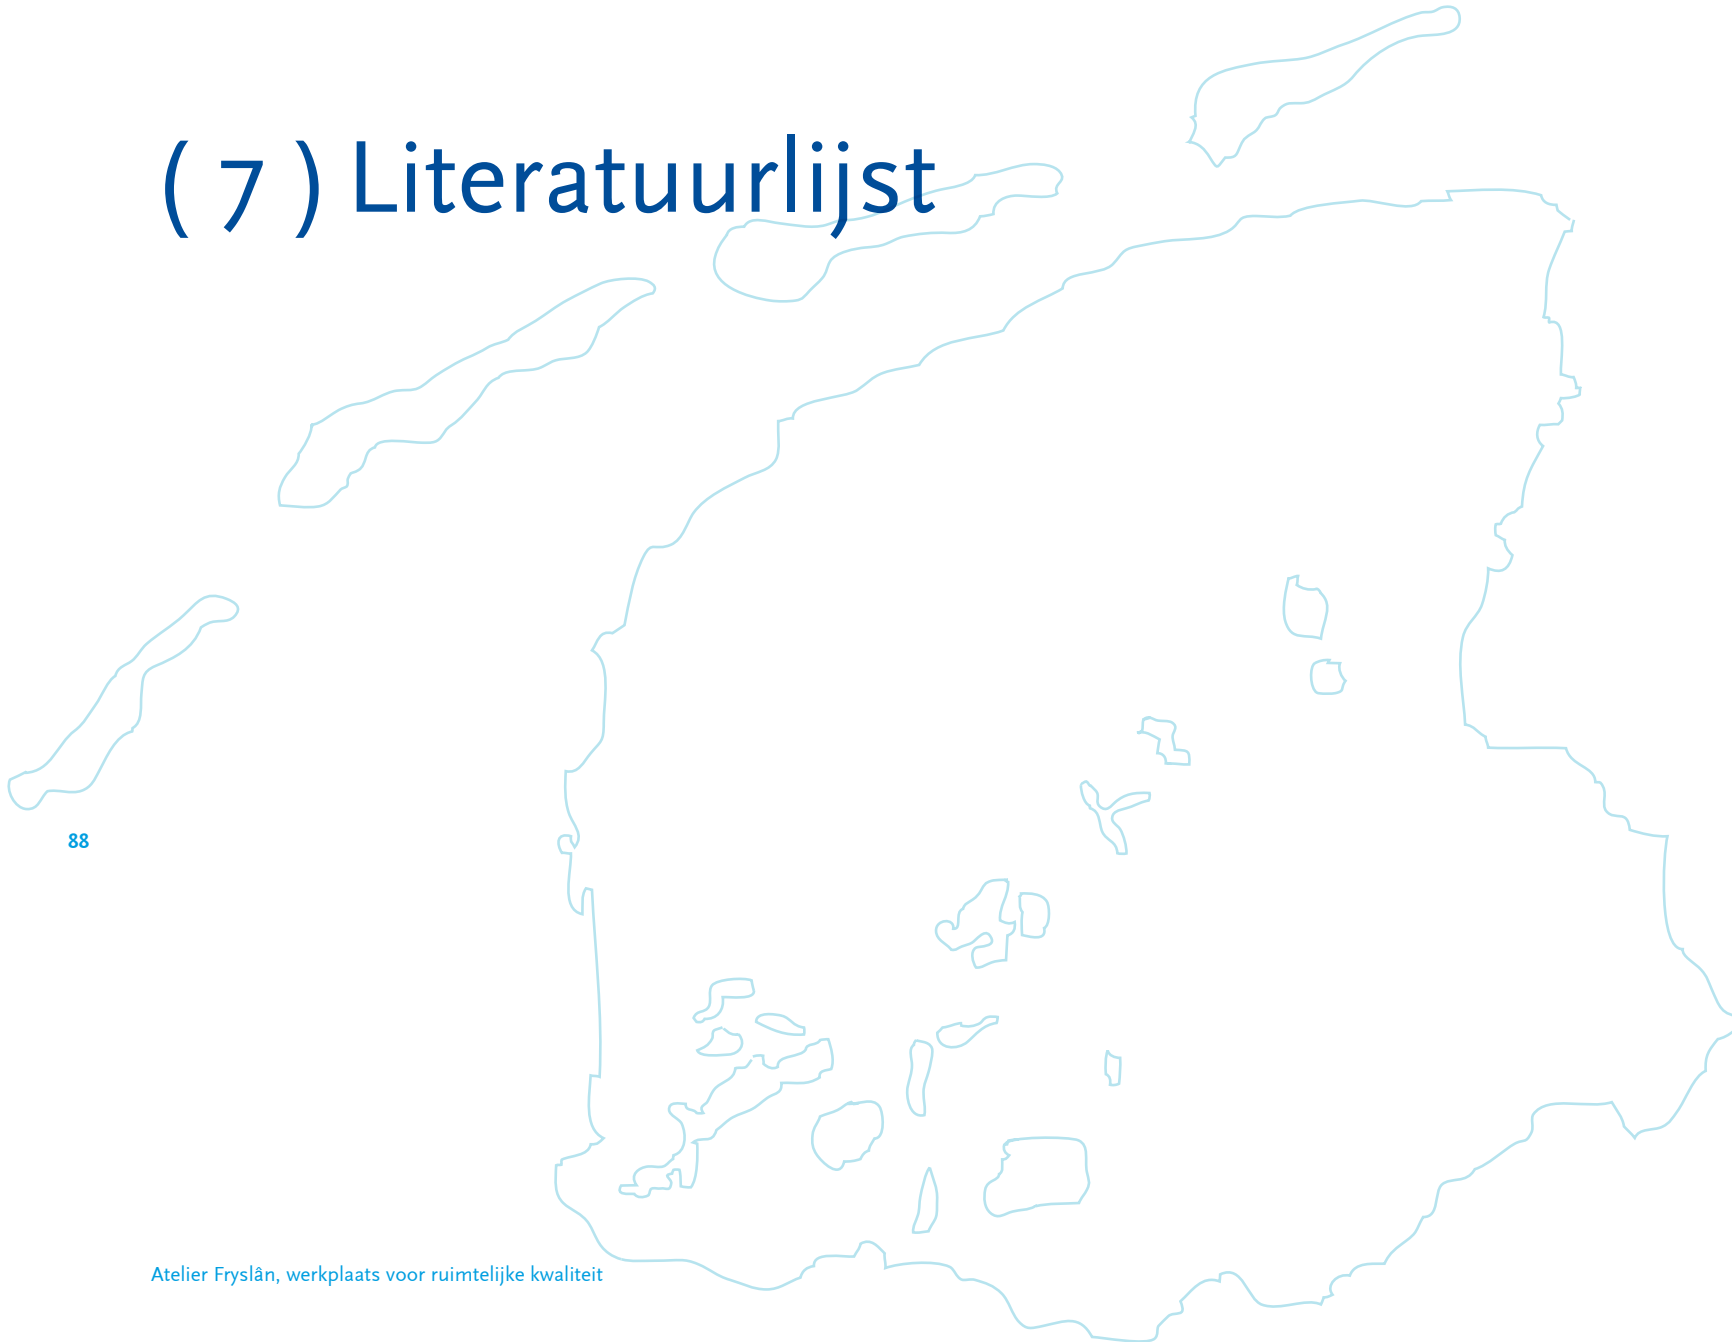 ( 7 ) Literatuurlijst
88
Atelier Fryslân, werkplaats voor ruimtelijke kwaliteit